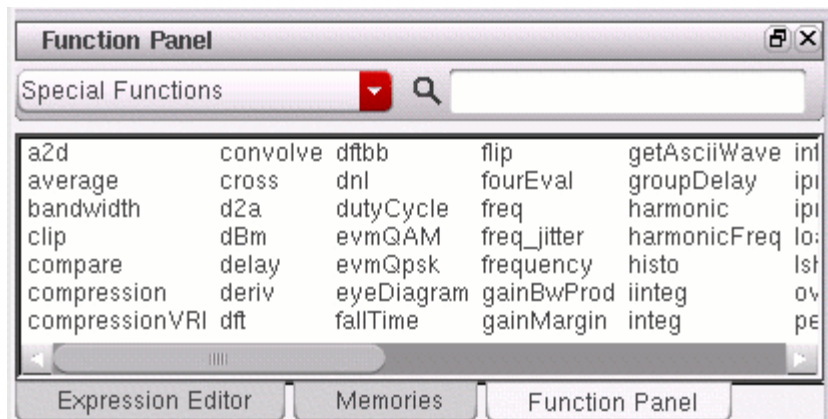 Function Panel
Special Functions
a2d convolve dftbb flip getAsciiWave
average cross dnl fourEval groupDelay
bandwidth d2a dutyCycle freq harmonic
clip dBm evmQAM freq_jitter harmonicFreq
compare delay evmQpsk frequency histo
compression deriv eyeDiagram gainBwProd iinteg
compressionVRI dft fallTime gainMargin integ
Expression Editor Memories Function Panel